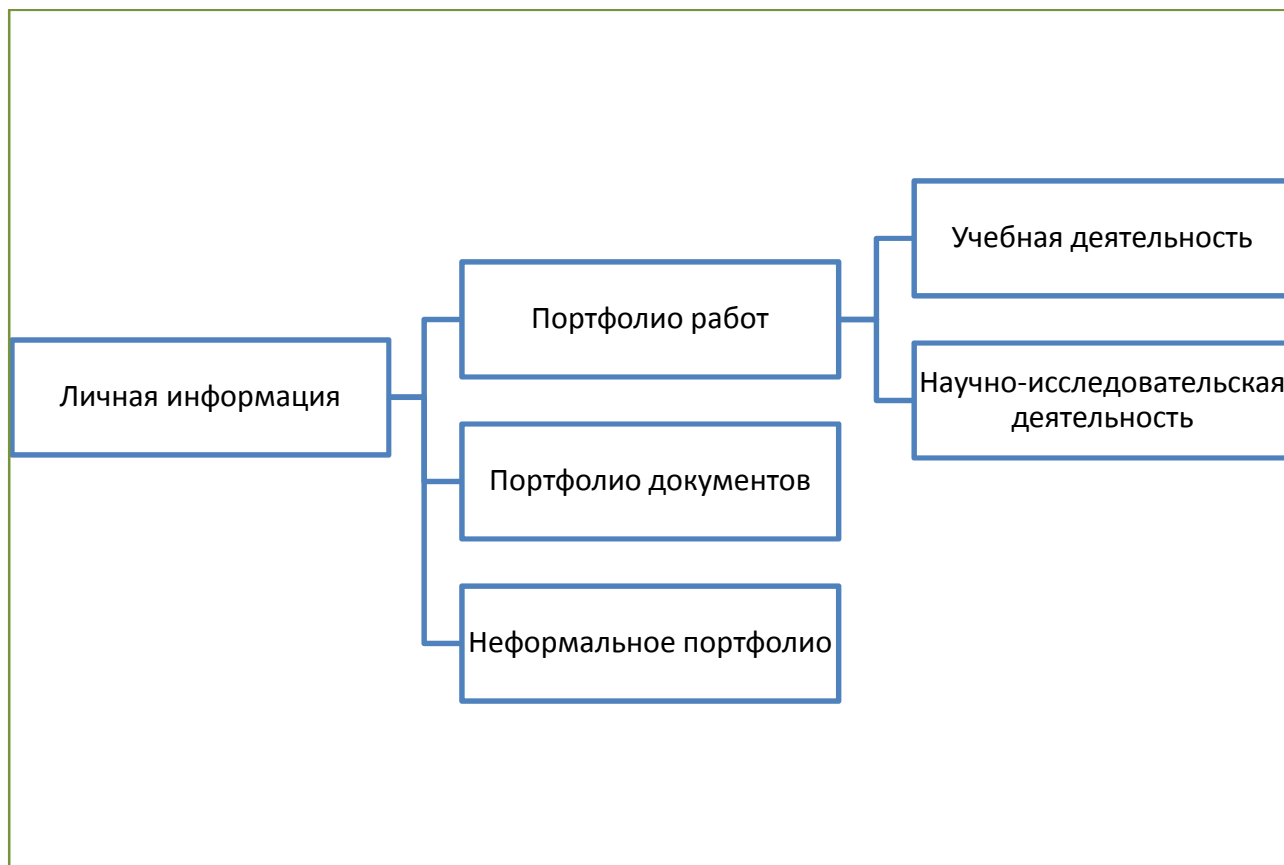 Личная информация
Портфолио работ
Портфолио документов
Неформальное портфолио
Учебная деятельность
Научно-исследовательская
деятельность